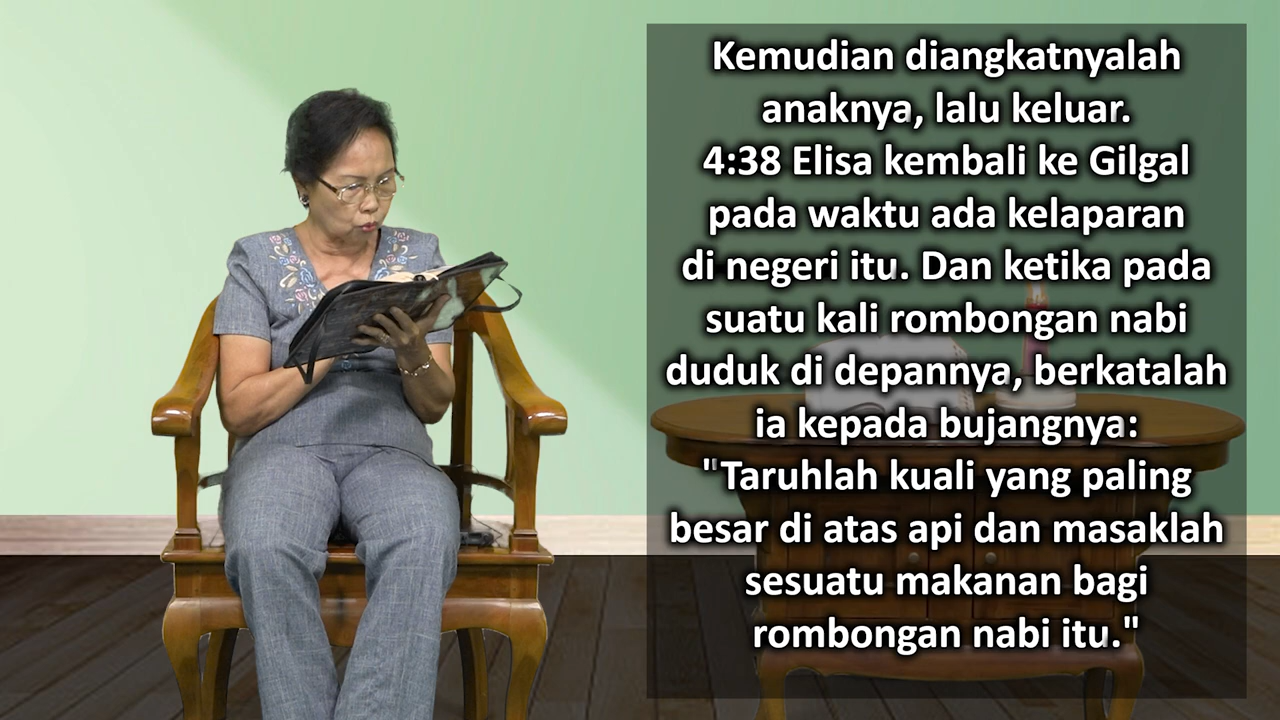 Kemudian diangkatnyalah
anaknya, lalu keluar.
4:38 Elisa kembali ke Gilgal
pada waktu ada kelaparan
di negeri itu. Dan ketika pada
suatu kali rombongan nabi
duduk di depannya, berkatalah
ia kepada bujangnya:
"Taruhlah kuali yang paling
besar di atas api dan masaklah
sesuatu makanan bagi
rombongan nabi itu."